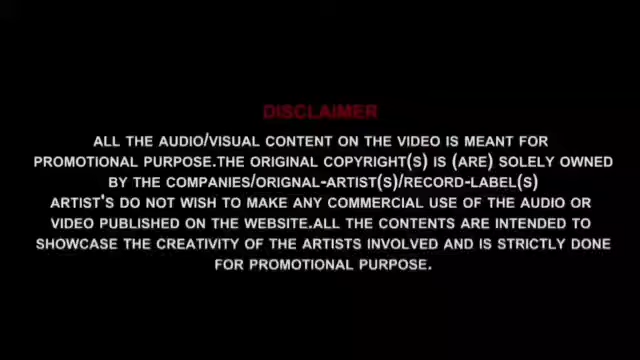 DISCLAIMER
ALL THE AUDIO/VISUAL CONTENT ON THE VIDEO IS MEANT FOR
PROMOTIONAL PURPOSE.THE ORIGINAL COPYRIGHT(S) IS (ARE) SOLELY OWNED
BY THE COMPANIES/ORIGNAL-ARTIST(S)/RECORD-LABEL(S)
ARTIST'S DO NOT WISH TO MAKE ANY COMMERCIAL USE OF THE AUDIO OR
VIDEO PUBLISHED ON THE WEBSITE.ALL THE CONTENTS ARE INTENDED TO
SHOWCASE THE CREATIVITY OF THE ARTISTS INVOLVED AND IS STRICTLY DONE
FOR PROMOTIONAL PURPOSE.